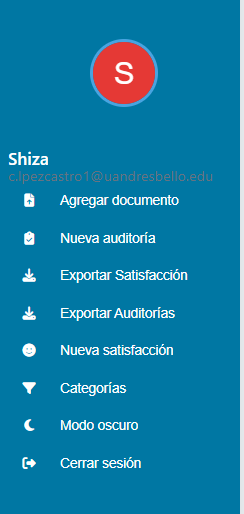 S
Shiza
c.lpezcastro1@uandresbello.edu
Agregar documento
Nueva auditoría
Exportar Satisfacción
Exportar Auditorías
Nueva satisfacción
Categorías
Modo oscuro
Cerrar sesión